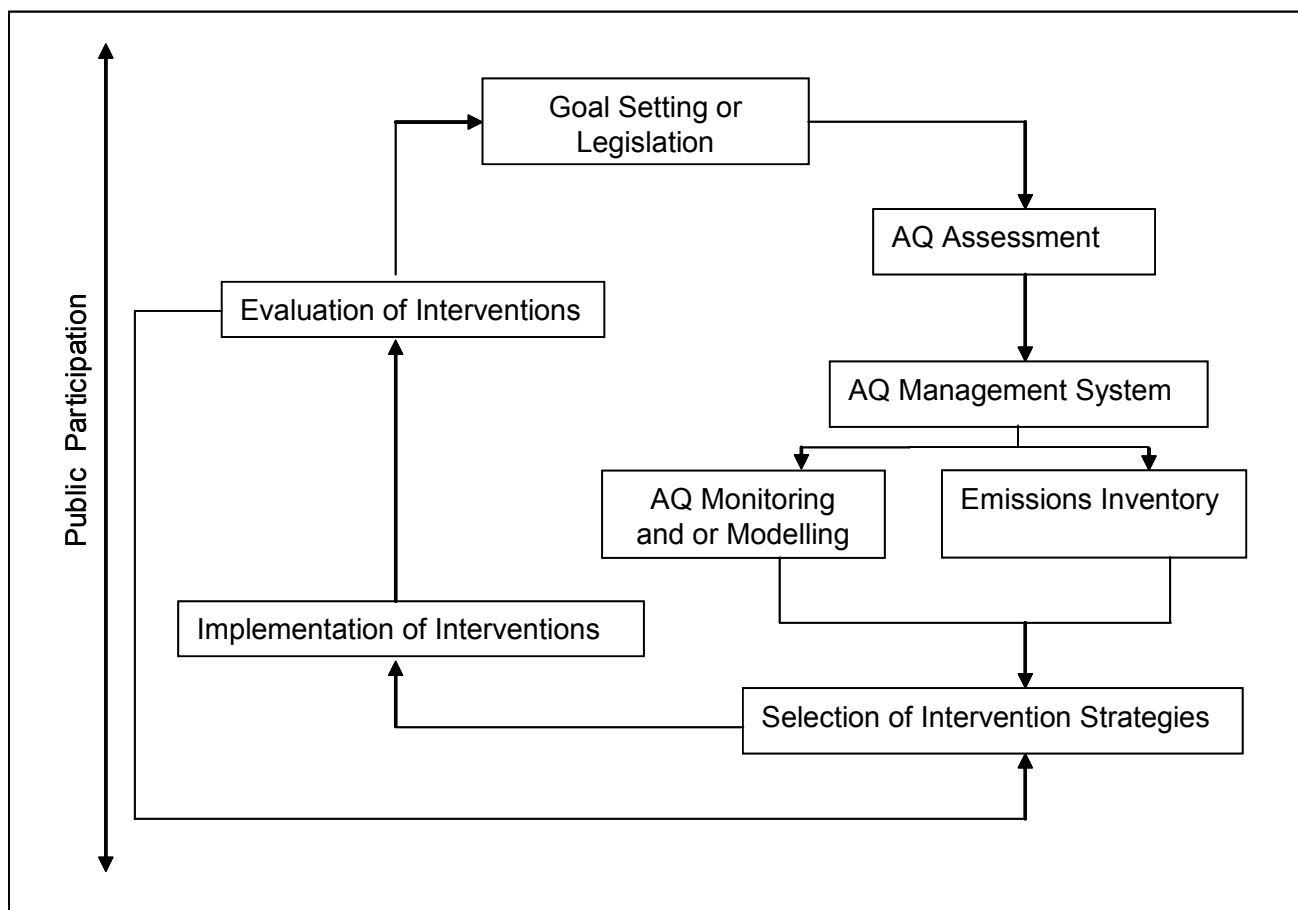 Goal Setting or
Legislation
AQ Assessment
Evaluation of Interventions
AQ Management System
Public Participation
AQ Monitoring
and or Modelling
Emissions Inventory
Implementation of Interventions
Selection of Intervention Strategies